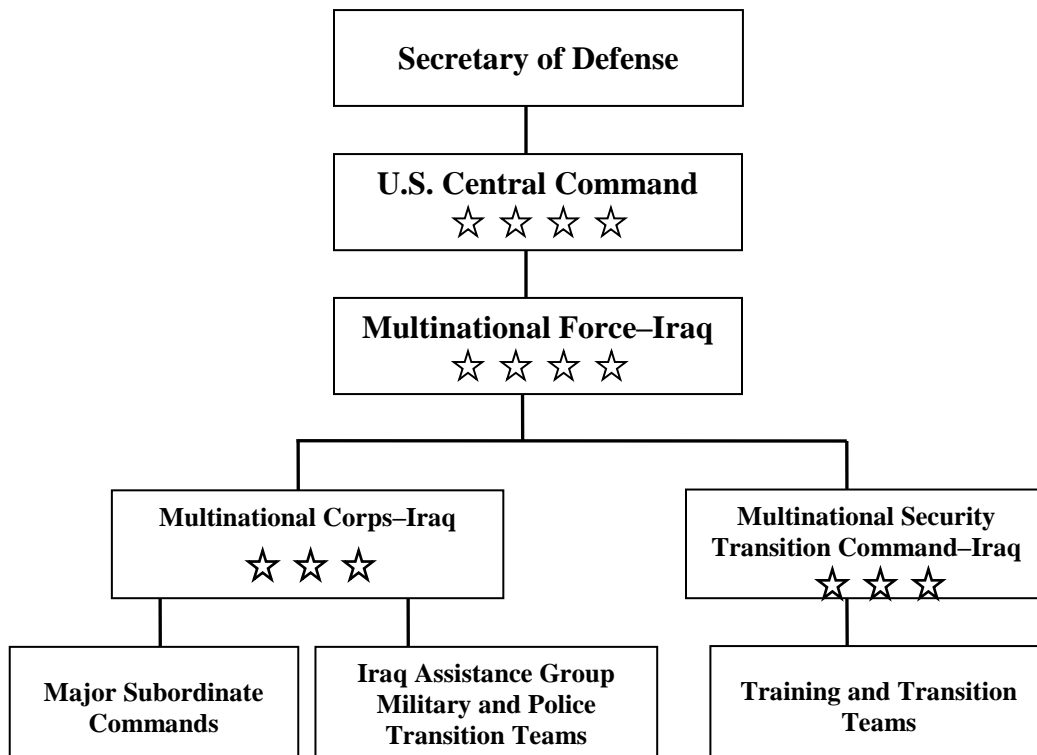 Secretary of Defense
U.S. Central Command
Multinational Force–Iraq
Multinational Corps–Iraq
Multinational Security
Transition Command–Iraq
Major Subordinate
Commands
Iraq Assistance Group
Military and Police
Transition Teams
Training and Transition
Teams